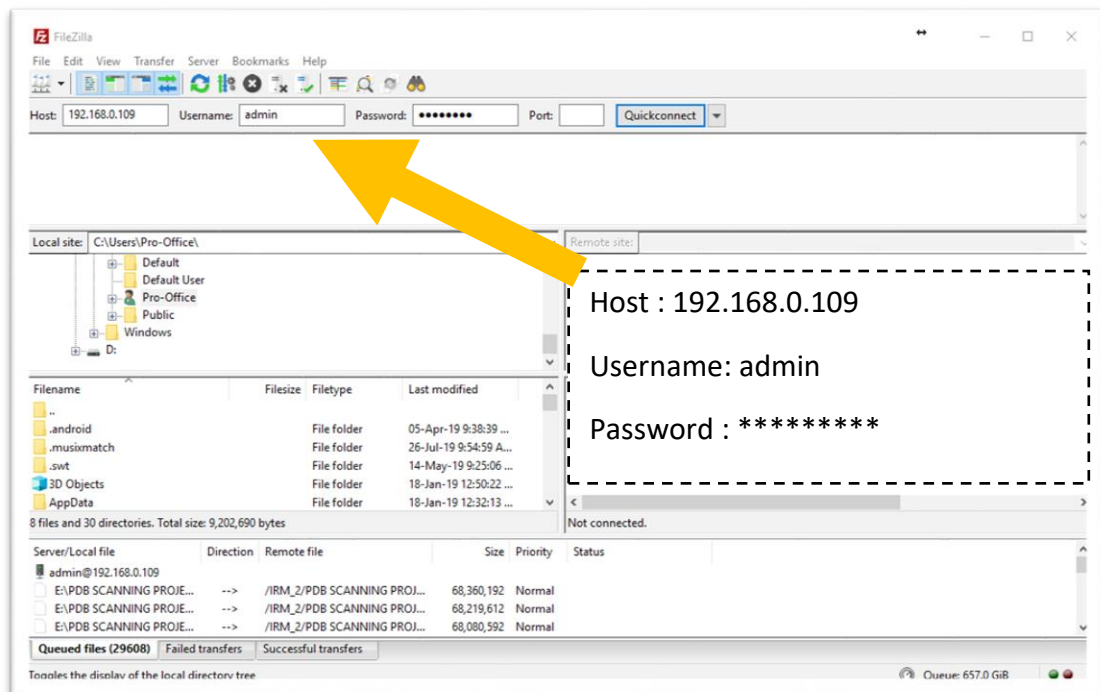 FileZilla
File Edit View Transfer Server Bookmarks Help
Host: 192.168.0.109 Username: admin Password: ●●●●●●●● Port: Quickconnect
Local site: C:\Users\Pro-Office\ Remote site:
Default
Default User
Pro-Office
Public
Windows
D:
Host : 192.168.0.109
Username: admin
Password : *********
Filename Filesize Filetype Last modified
..
.android File folder 05-Apr-19 9:38:39 ...
.musixmatch File folder 26-Jul-19 9:54:59 A...
.swt File folder 14-May-19 9:25:06 ...
3D Objects File folder 18-Jan-19 12:50:22 ...
AppData File folder 18-Jan-19 12:32:13 ...
8 files and 30 directories. Total size: 9,202,690 bytes Not connected.
Server/Local file Direction Remote file Size Priority Status
admin@192.168.0.109
E:\PDB SCANNING PROJE... --> /IRM_2/PDB SCANNING PROJ... 68,360,192 Normal
E:\PDB SCANNING PROJE... --> /IRM_2/PDB SCANNING PROJ... 68,219,612 Normal
E:\PDB SCANNING PROJE... --> /IRM_2/PDB SCANNING PROJ... 68,080,592 Normal
Queued files (29608) Failed transfers Successful transfers
Toggles the display of the local directory tree Queue: 657.0 GiB